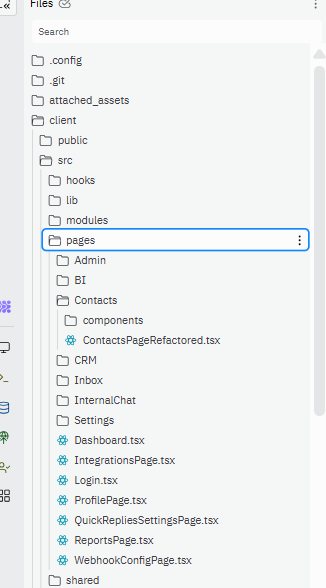 Files
Search
.config
.git
attached_assets
client
public
src
hooks
lib
modules
pages
Admin
BI
Contacts
components
ContactsPageRefactored.tsx
CRM
Inbox
InternalChat
Settings
Dashboard.tsx
IntegrationsPage.tsx
Login.tsx
ProfilePage.tsx
QuickRepliesSettingsPage.tsx
ReportsPage.tsx
WebhookConfigPage.tsx
shared